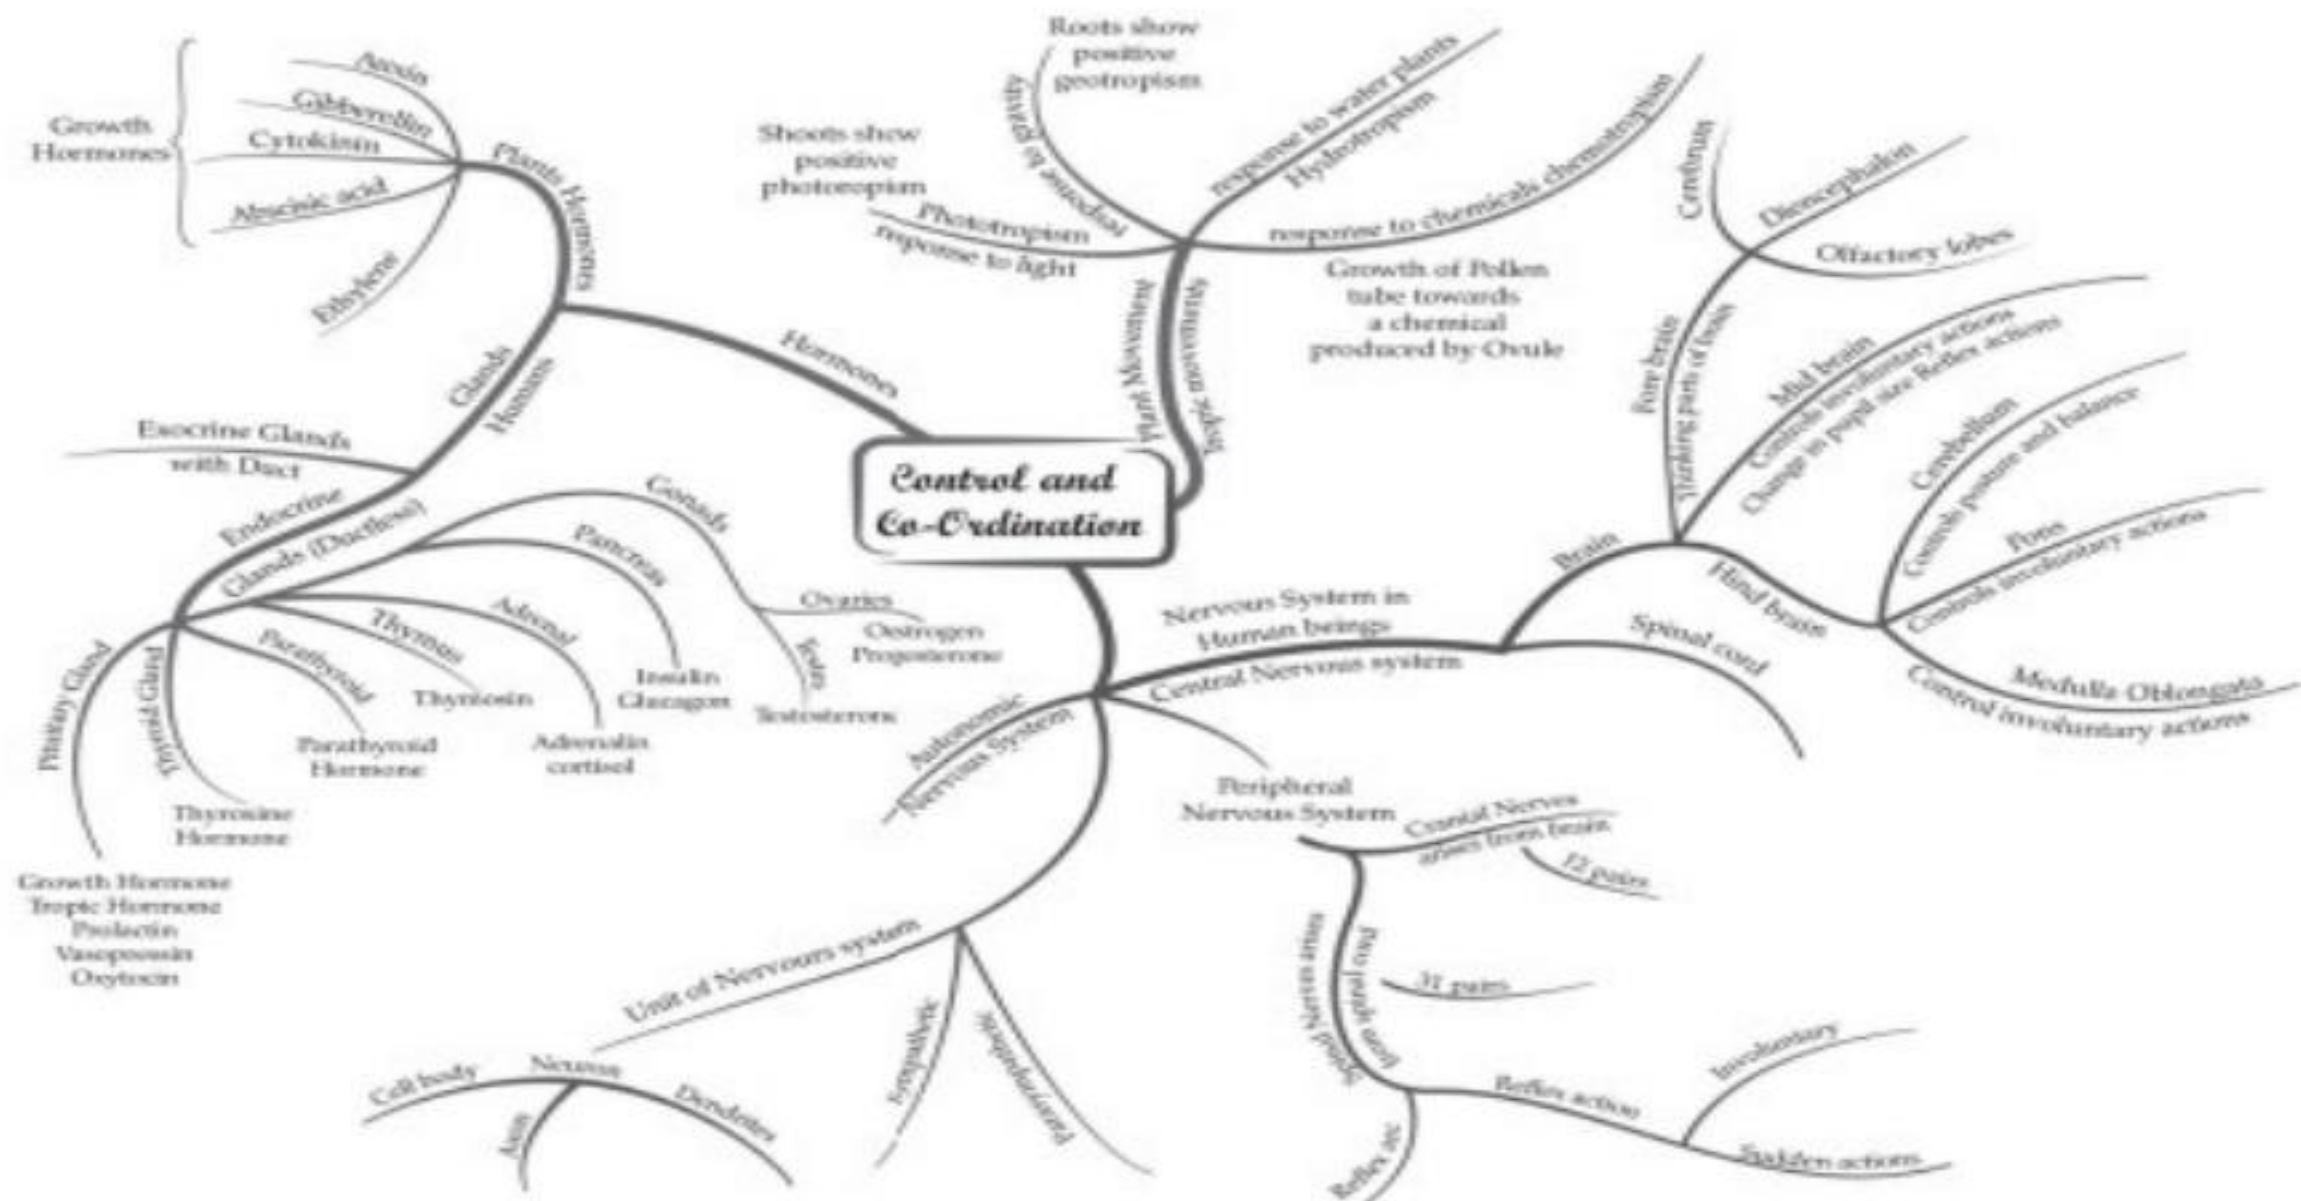 Control and
Co-Ordination
Hormones
Plants Hormones
Auxin
Gibberellin
Cytokinin
Abscisic acid
Ethylene
Growth
Hormones
Glands
Humans
Exocrine Glands
with Duct
Endocrine
Glands (Ductless)
Pitutary Gland
Growth Hormone
Tropic Hormone
Prolactin
Vasopressin
Oxytocin
Thyroid Gland
Thyroxine
Hormone
Parathyroid
Parathyroid
Hormone
Thymus
Thymosin
Adrenal
Adrenalin
cortisol
Pancreas
Insulin
Glucagon
Gonads
Ovaries
Oestrogen
Progesterone
Testes
Testosterone
Plant Movement
tropic movements
Shoots show
positive
photoropism
Phototropism
response to light
Roots show
positive
geotropism
response to gravity
response to water plants
Hydrotropism
response to chemicals chemotropism
Growth of Pollen
tube towards
a chemical
produced by Ovule
Nervous System in
Human beings
Central Nervous system
Brain
Fore brain
Thinking parts of brain
Cerebrum
Diencephalon
Olfactory lobes
Mid brain
Controls involuntary actions
Change in pupil size Reflex actions
Hind brain
Cerebellum
Controls posture and balance
Pons
Controls involuntary actions
Medulla Oblongata
Control involuntary actions
Spinal cord
Autonomic
Nervous System
Peripheral
Nervous System
Cranial Nerves
arises from brain
12 pairs
Spinal Nerves arises
from spinal cord
31 pairs
Reflex arc
Reflex action
Involuntary
Sudden actions
Unit of Nervours system
Neuron
Cell body
Axon
Dendrites
Sympathetic
Parasympathetic